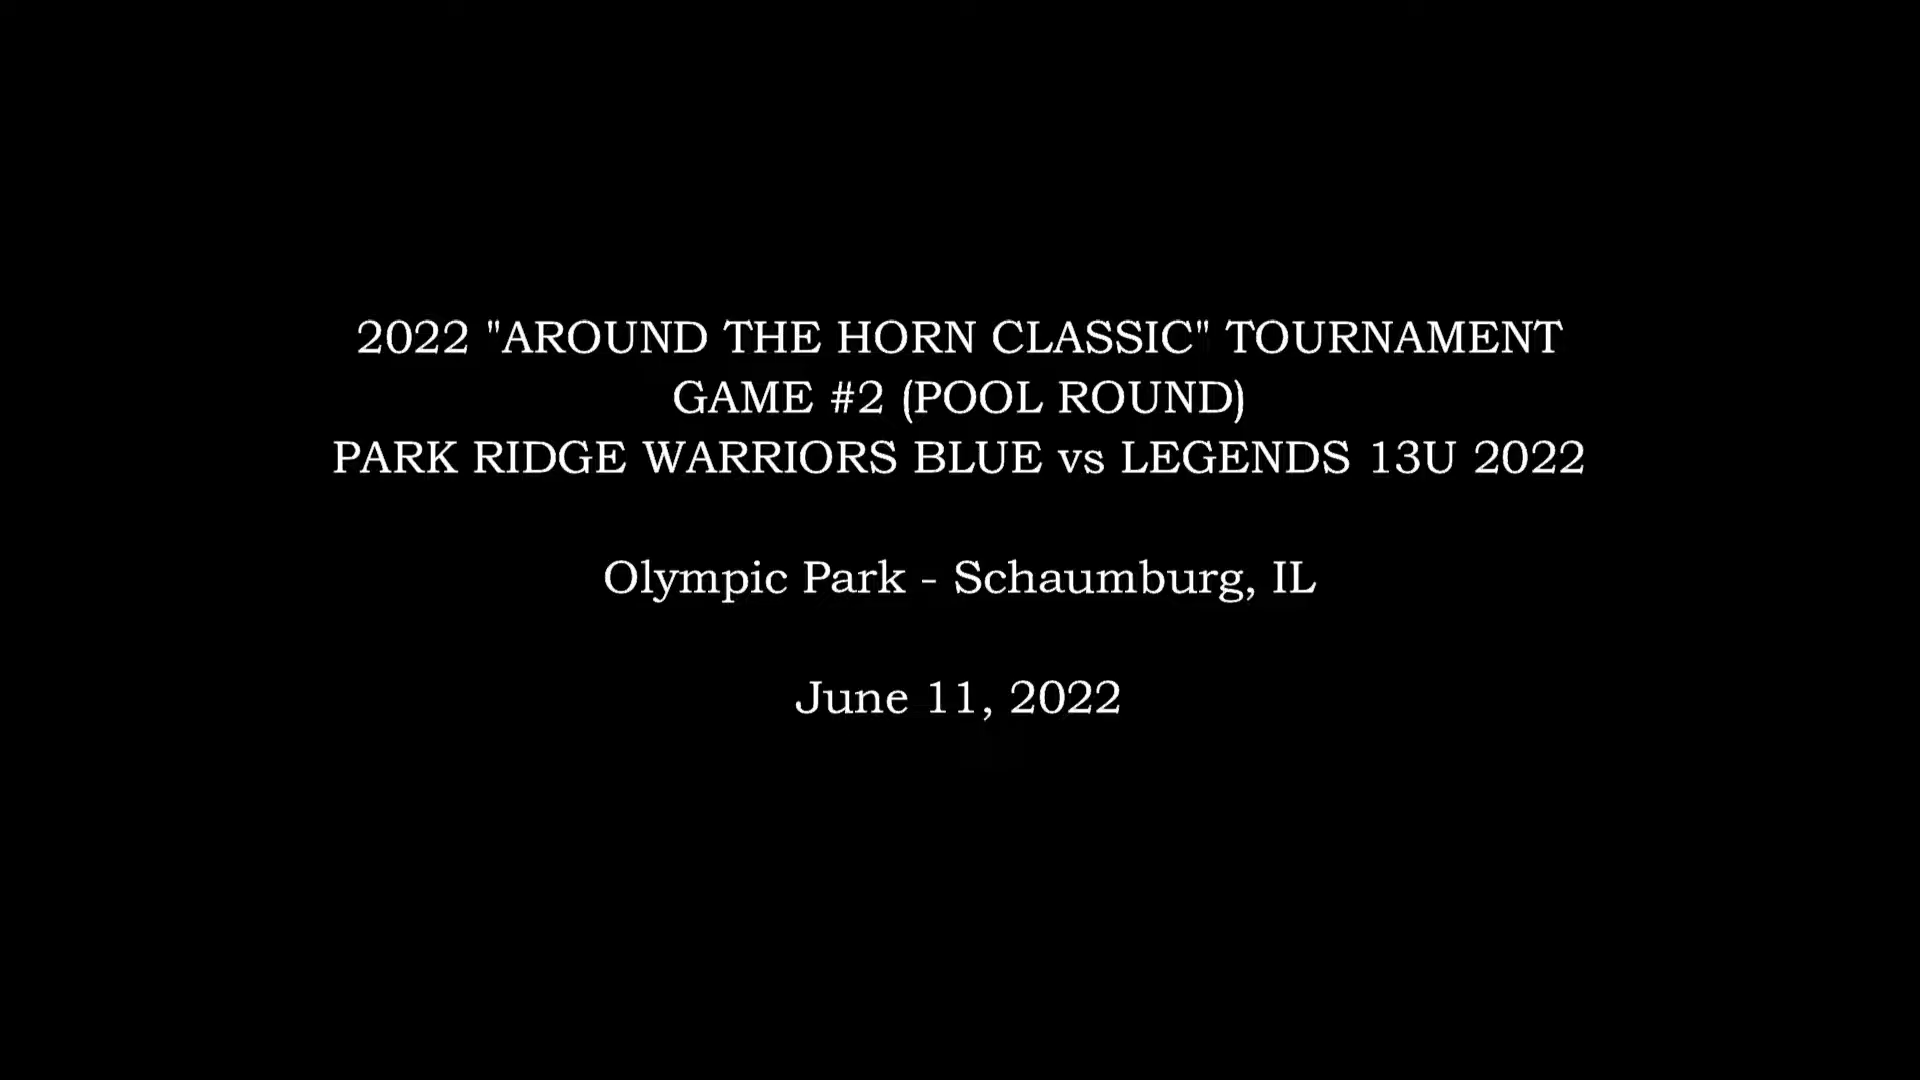 2022 "AROUND THE HORN CLASSIC" TOURNAMENT
GAME #2 (POOL ROUND)
PARK RIDGE WARRIORS BLUE vs LEGENDS 13U 2022
Olympic Park - Schaumburg, IL
June 11, 2022